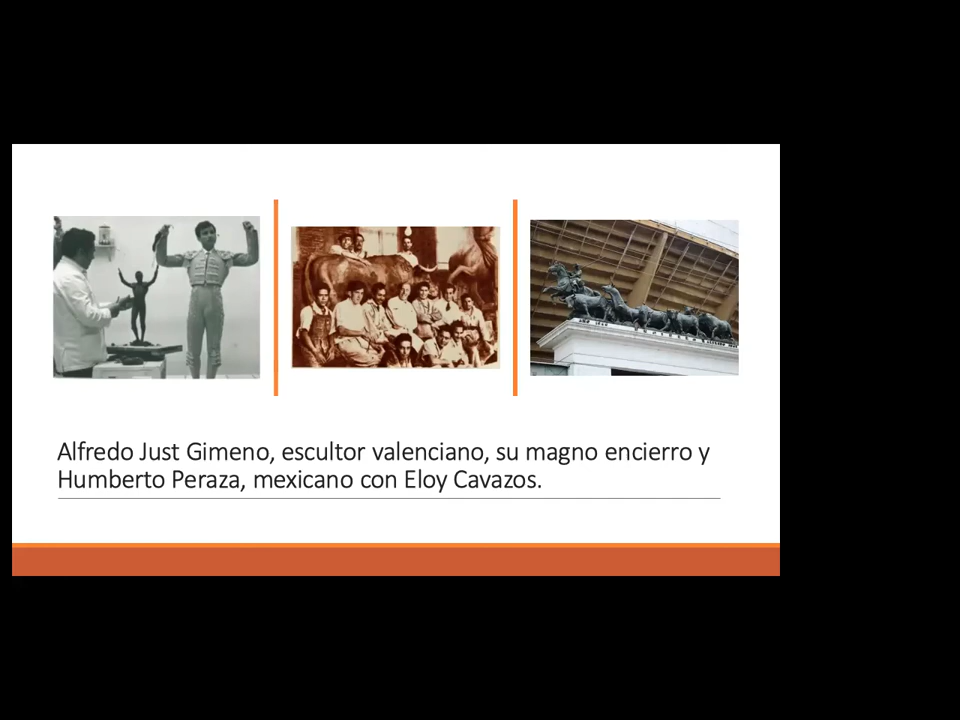 Alfredo Just Gimeno, escultor valenciano, su magno encierro y
Humberto Peraza, mexicano con Eloy Cavazos.